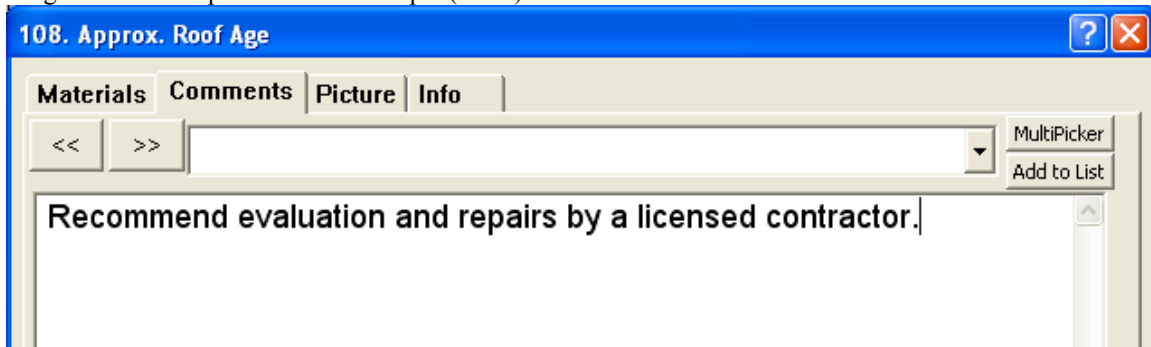 108. Approx. Roof Age
Materials Comments Picture Info
<< >> MultiPicker
Add to List
Recommend evaluation and repairs by a licensed contractor.